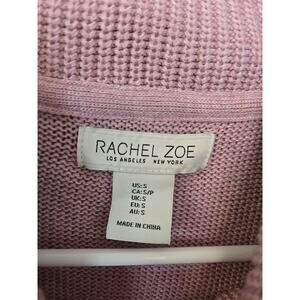 RACHEL ZOE
LOS ANGELES NEW YORK
US: S
CA: S/P
UK: S
EU: S
AU: S
MADE IN CHINA